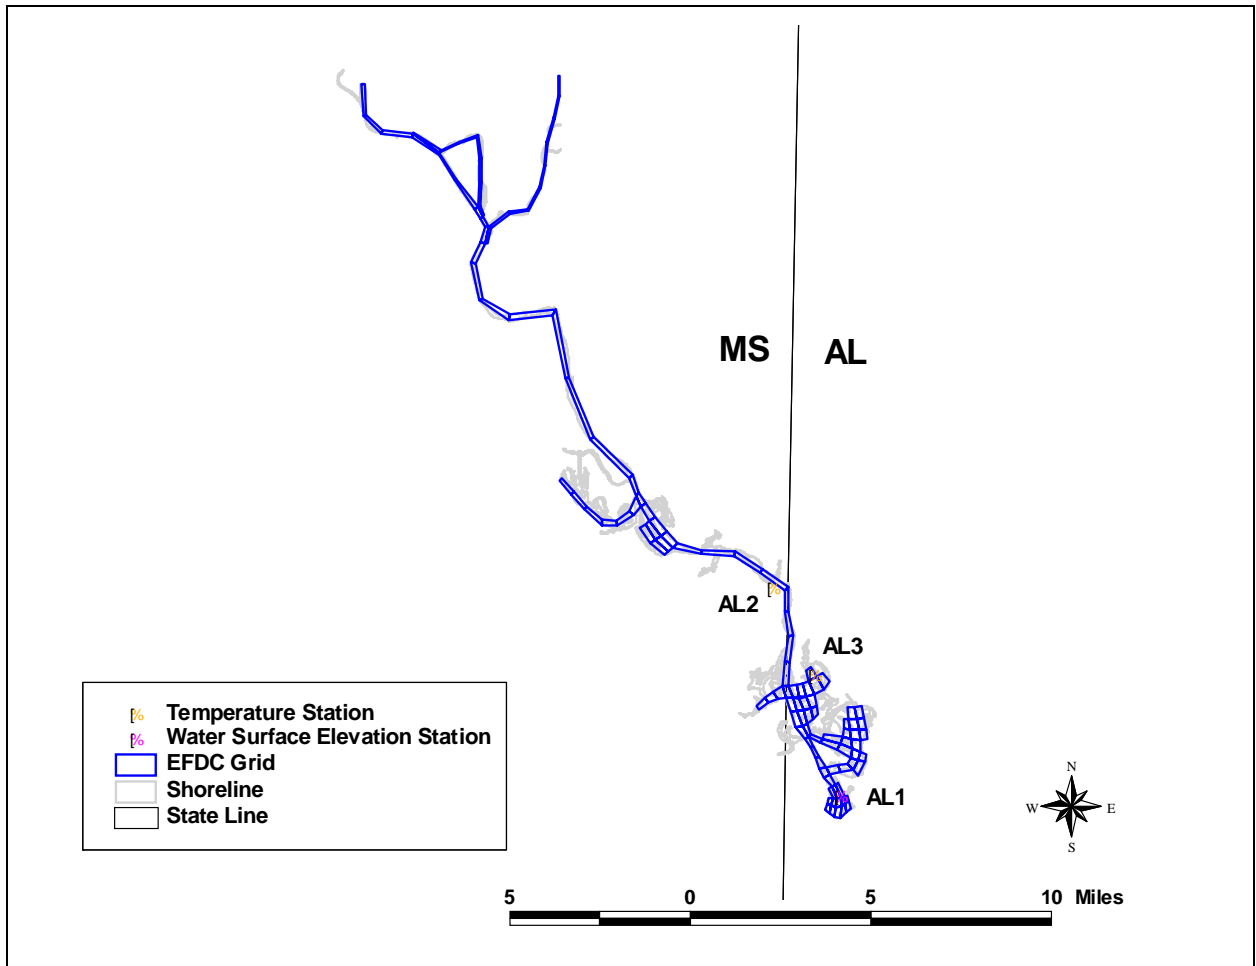 MS AL
AL2
AL3
AL1
Temperature Station
Water Surface Elevation Station
EFDC Grid
Shoreline
State Line
N
W E
S
5 0 5 10 Miles